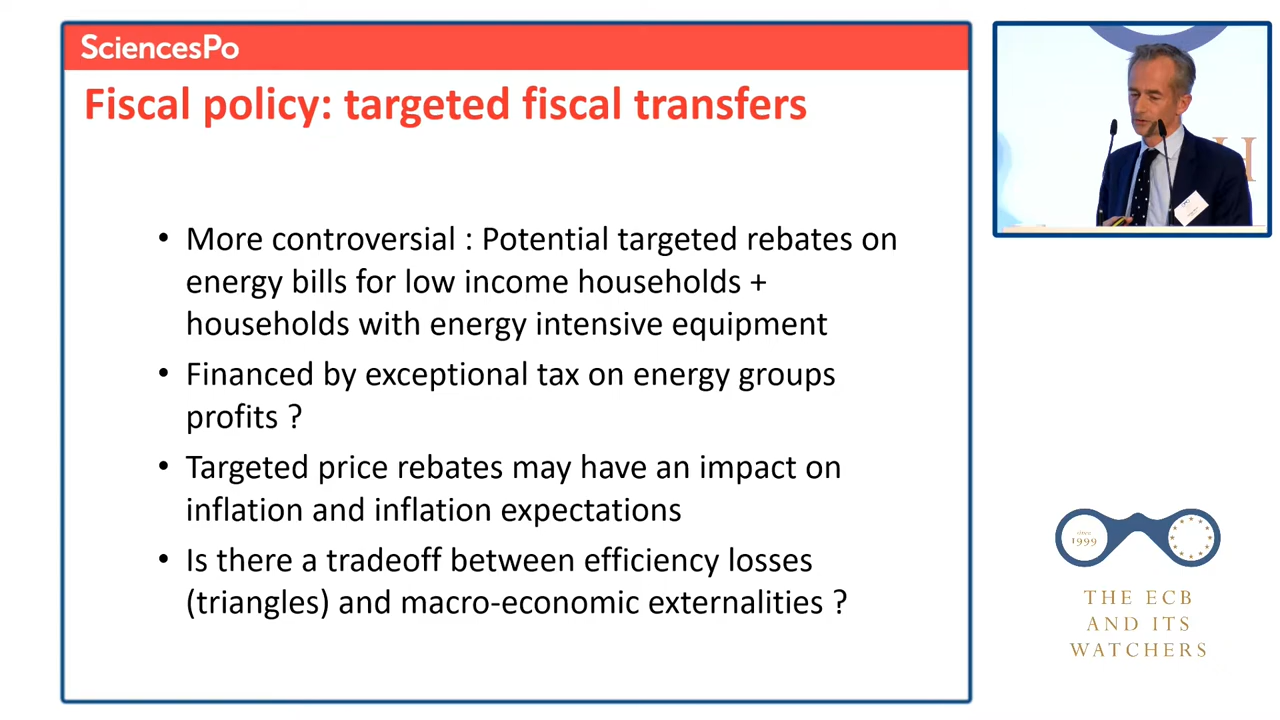 SciencesPo
Fiscal policy: targeted fiscal transfers
• More controversial : Potential targeted rebates on
energy bills for low income households +
households with energy intensive equipment
• Financed by exceptional tax on energy groups
profits ?
• Targeted price rebates may have an impact on
inflation and inflation expectations
• Is there a tradeoff between efficiency losses
(triangles) and macro-economic externalities ?
H
since
1999
THE ECB
AND ITS
WATCHERS